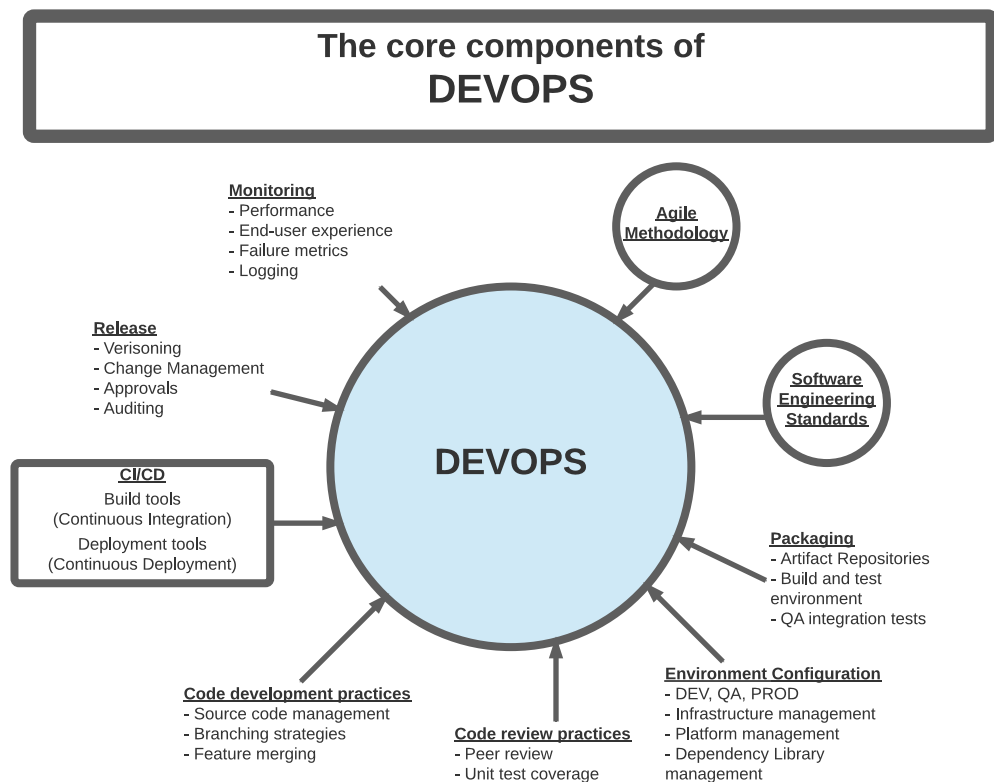 The core components of
DEVOPS
Monitoring
- Performance
- End-user experience
- Failure metrics
- Logging
Agile
Methodology
Release
- Verisoning
- Change Management
- Approvals
- Auditing
Software
Engineering
Standards
DEVOPS
CI/CD
Build tools
(Continuous Integration)
Deployment tools
(Continuous Deployment)
Packaging
- Artifact Repositories
- Build and test
environment
- QA integration tests
Code development practices
- Source code management
- Branching strategies
- Feature merging
Code review practices
- Peer review
- Unit test coverage
Environment Configuration
- DEV, QA, PROD
- Infrastructure management
- Platform management
- Dependency Library
management